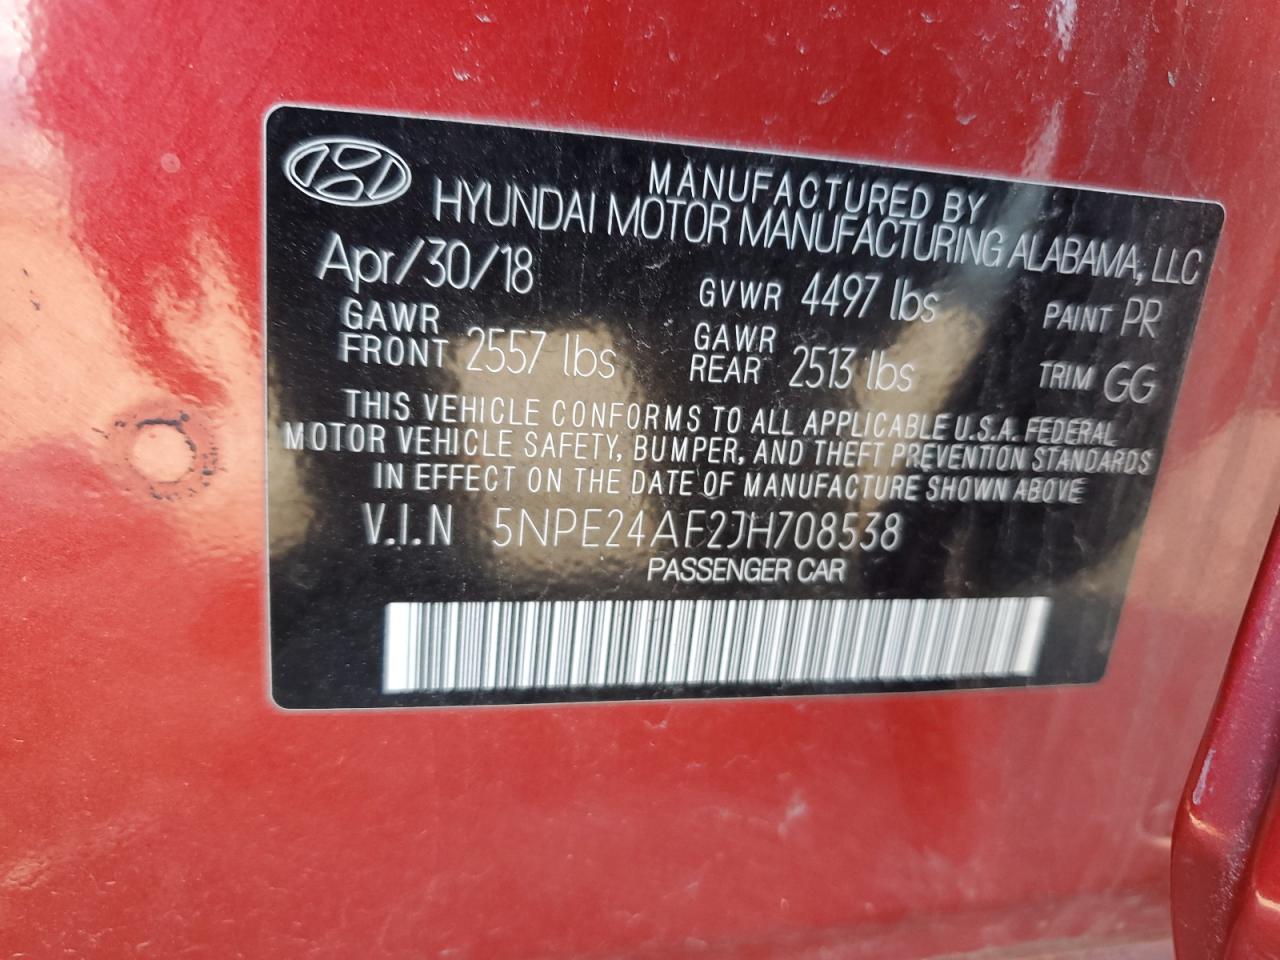 MANUFACTURED BY
HYUNDAI MOTOR MANUFACTURING ALABAMA, LLC
Apr/30/18 GVWR 4497 lbs PAINT PR
GAWR FRONT 2557 lbs GAWR REAR 2513 lbs TRIM GG
THIS VEHICLE CONFORMS TO ALL APPLICABLE U.S.A. FEDERAL
MOTOR VEHICLE SAFETY, BUMPER, AND THEFT PREVENTION STANDARDS
IN EFFECT ON THE DATE OF MANUFACTURE SHOWN ABOVE
V.I.N 5NPE24AF2JH708538
PASSENGER CAR